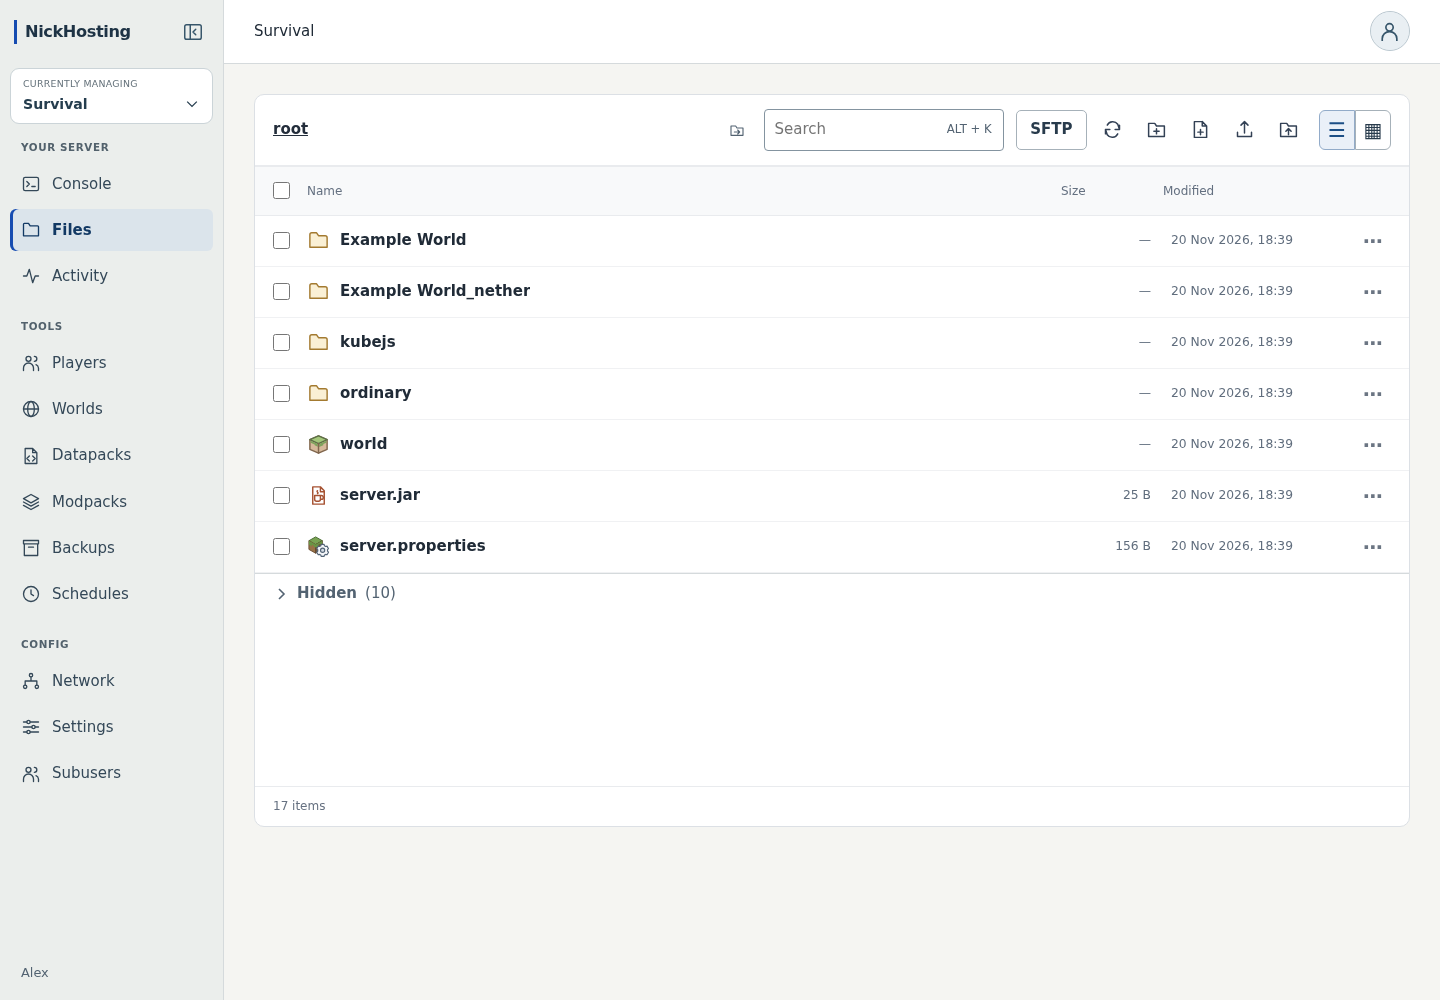 NickHosting
CURRENTLY MANAGING
Survival
YOUR SERVER
Console
Files
Activity
TOOLS
Players
Worlds
Datapacks
Modpacks
Backups
Schedules
CONFIG
Network
Settings
Subusers
Alex
Survival
root
Search ALT + K
SFTP
Name Size Modified
Example World — 20 Nov 2026, 18:39
Example World_nether — 20 Nov 2026, 18:39
kubejs — 20 Nov 2026, 18:39
ordinary — 20 Nov 2026, 18:39
world — 20 Nov 2026, 18:39
server.jar 25 B 20 Nov 2026, 18:39
server.properties 156 B 20 Nov 2026, 18:39
Hidden (10)
17 items